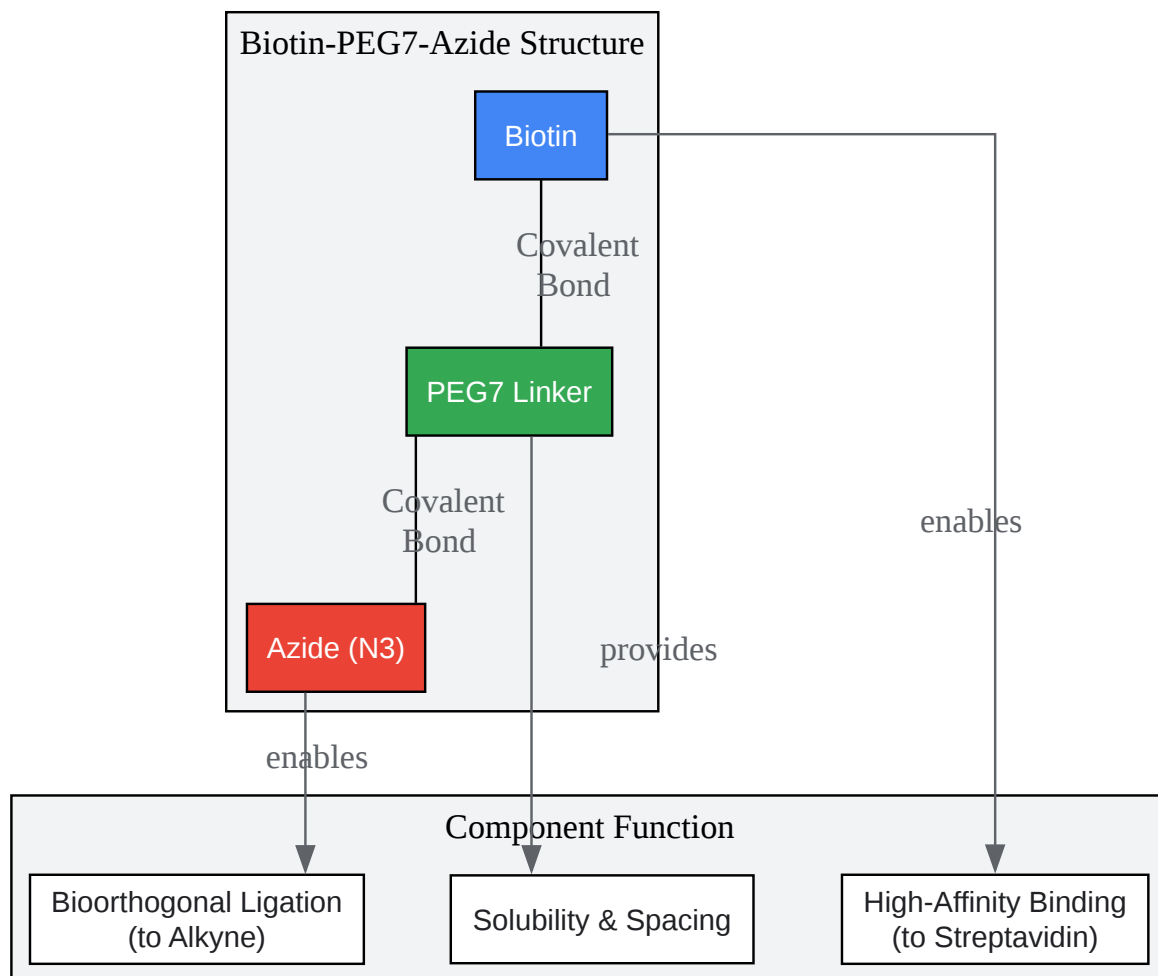 Biotin-PEG7-Azide Structure
Biotin
Covalent
Bond
PEG7 Linker
Covalent
Bond
enables
Azide (N3)
provides
enables
Component Function
Bioorthogonal Ligation
(to Alkyne)
Solubility & Spacing
High-Affinity Binding
(to Streptavidin)